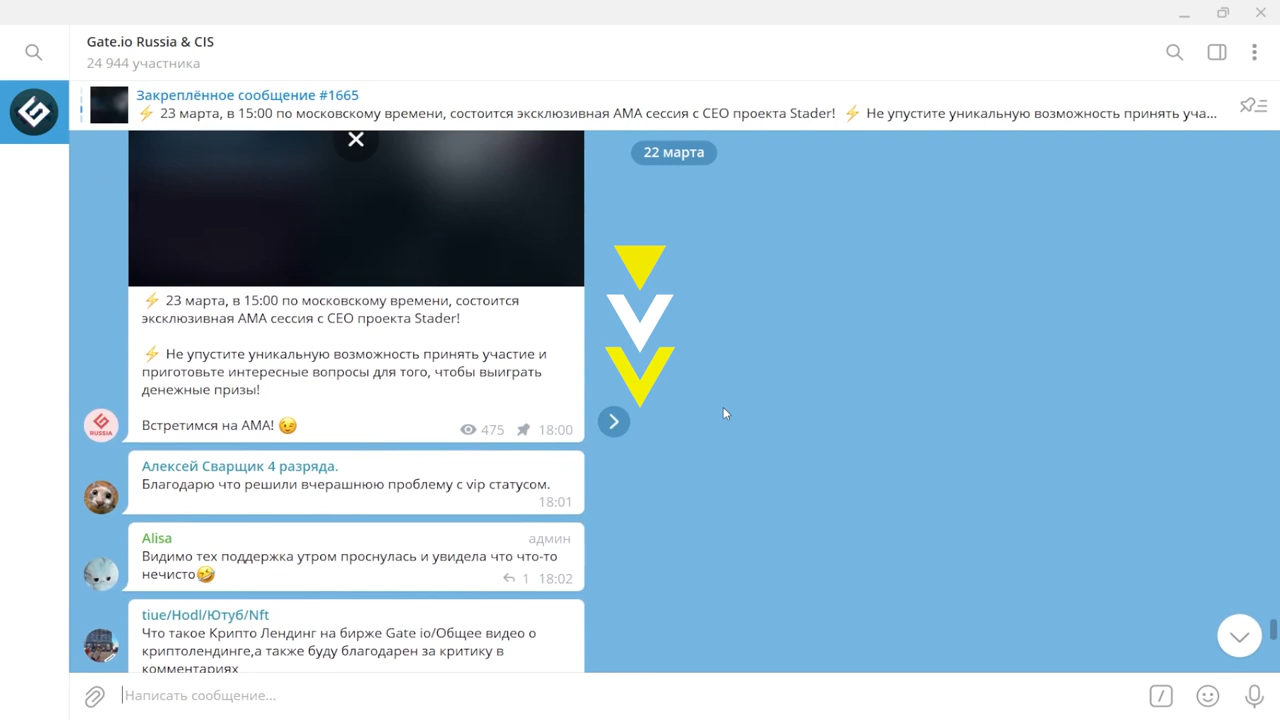 Gate.io Russia & CIS
24 944 участника
Закреплённое сообщение #1665
⚡ 23 марта, в 15:00 по московскому времени, состоится эксклюзивная АМА сессия с CEO проекта Stader! ⚡ Не упустите уникальную возможность принять уча...
22 марта
⚡ 23 марта, в 15:00 по московскому времени, состоится
эксклюзивная АМА сессия с CEO проекта Stader!
⚡ Не упустите уникальную возможность принять участие и
приготовьте интересные вопросы для того, чтобы выиграть
денежные призы!
Встретимся на АМА! 😉
475 18:00
RUSSIA
Алексей Сварщик 4 разряда.
Благодарю что решили вчерашнюю проблему с vip статусом.
18:01
Alisa админ
Видимо тех поддержка утром проснулась и увидела что что-то
нечисто🤣
1 18:02
tiue/Hodl/Ютуб/Nft
Что такое Крипто Лендинг на бирже Gate io/Общее видео о
криптолендинге,а также буду благодарен за критику в
комментариях
Написать сообщение...